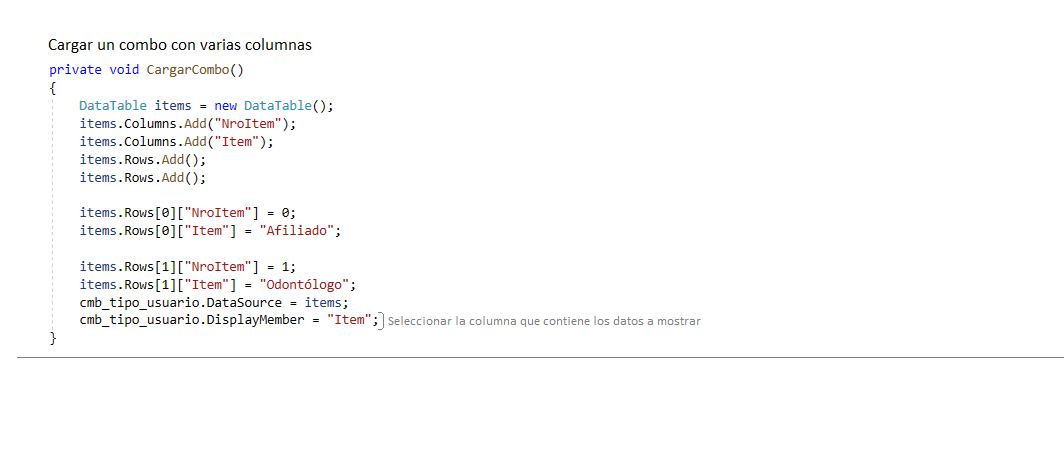 Cargar un combo con varias columnas
private void CargarCombo()
{
DataTable items = new DataTable();
items.Columns.Add("NroItem");
items.Columns.Add("Item");
items.Rows.Add();
items.Rows.Add();
items.Rows[0]["NroItem"] = 0;
items.Rows[0]["Item"] = "Afiliado";
items.Rows[1]["NroItem"] = 1;
items.Rows[1]["Item"] = "Odontólogo";
cmb_tipo_usuario.DataSource = items;
cmb_tipo_usuario.DisplayMember = "Item"; Seleccionar la columna que contiene los datos a mostrar
}